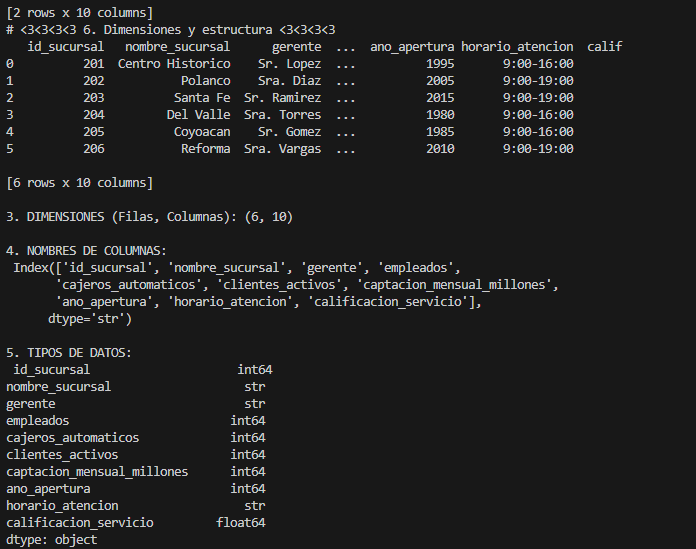 [2 rows x 10 columns]
# <3<3<3<3 6. Dimensiones y estructura <3<3<3<3
   id_sucursal   nombre_sucursal      gerente  ...  ano_apertura horario_atencion  calif
0          201  Centro Historico    Sr. Lopez  ...          1995       9:00-16:00
1          202           Polanco    Sra. Diaz  ...          2005       9:00-19:00
2          203          Santa Fe  Sr. Ramirez  ...          2015       9:00-19:00
3          204         Del Valle  Sra. Torres  ...          1980       9:00-16:00
4          205          Coyoacan    Sr. Gomez  ...          1985       9:00-16:00
5          206           Reforma  Sra. Vargas  ...          2010       9:00-19:00
[6 rows x 10 columns]
3. DIMENSIONES (Filas, Columnas): (6, 10)
4. NOMBRES DE COLUMNAS:
 Index(['id_sucursal', 'nombre_sucursal', 'gerente', 'empleados',
       'cajeros_automaticos', 'clientes_activos', 'captacion_mensual_millones',
       'ano_apertura', 'horario_atencion', 'calificacion_servicio'],
      dtype='str')
5. TIPOS DE DATOS:
 id_sucursal                     int64
nombre_sucursal                   str
gerente                           str
empleados                       int64
cajeros_automaticos             int64
clientes_activos                int64
captacion_mensual_millones      int64
ano_apertura                    int64
horario_atencion                  str
calificacion_servicio         float64
dtype: object